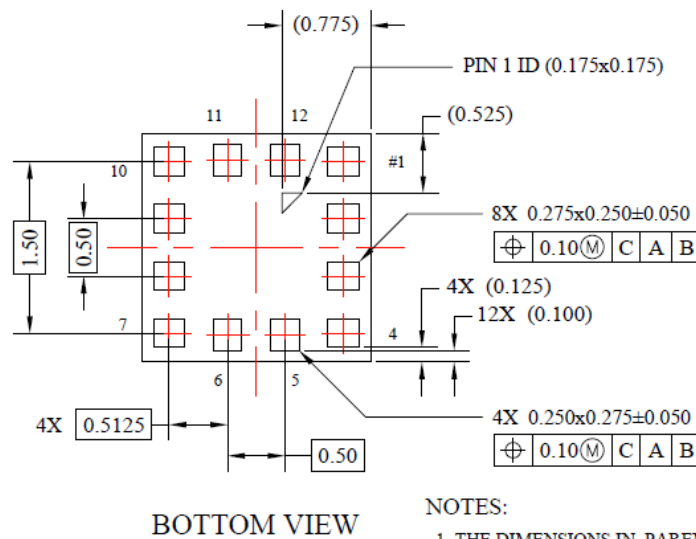 (0.775)
PIN 1 ID (0.175x0.175)
11
12
(0.525)
10
#1
8X 0.275x0.250±0.050
⌖ 0.10Ⓜ C A B
1.50
0.50
4X (0.125)
12X (0.100)
7
4
6
5
4X 0.5125
0.50
4X 0.250x0.275±0.050
⌖ 0.10Ⓜ C A B
BOTTOM VIEW
NOTES: